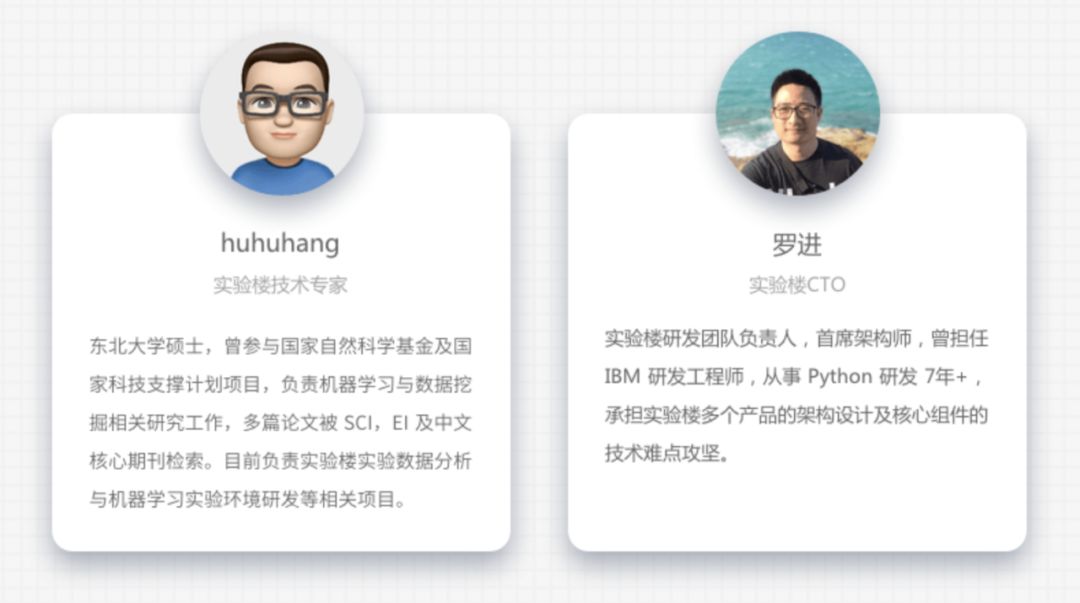 huhuhang
实验楼技术专家
东北大学硕士，曾参与国家自然科学基金及国
家科技支撑计划项目，负责机器学习与数据挖
掘相关研究工作，多篇论文被 SCI，EI 及中文
核心期刊检索。目前负责实验楼实验数据分析
与机器学习实验环境研发等相关项目。
罗进
实验楼CTO
实验楼研发团队负责人，首席架构师，曾担任
IBM 研发工程师，从事 Python 研发 7年+，
承担实验楼多个产品的架构设计及核心组件的
技术难点攻坚。